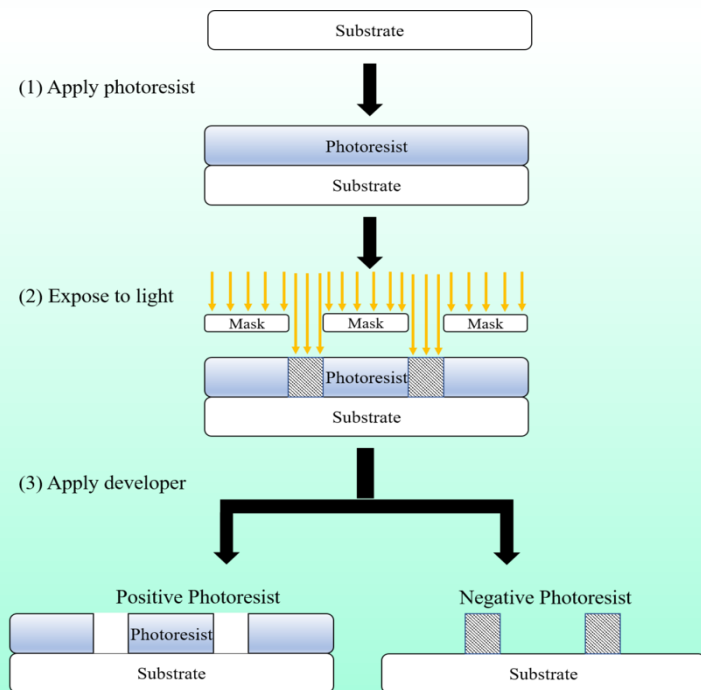 Substrate
(1) Apply photoresist
Photoresist
Substrate
(2) Expose to light
Mask Mask Mask
Photoresist
Substrate
(3) Apply developer
Positive Photoresist
Photoresist
Substrate
Negative Photoresist
Substrate